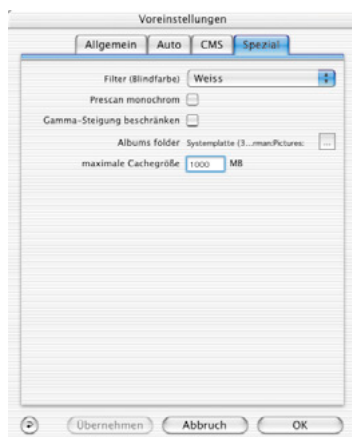 Voreinstellungen
Allgemein Auto CMS Spezial
Filter (Blindfarbe) Weiss
Prescan monochrom
Gamma-Steigung beschränken
Albums folder Systemplatte (3...rman:Pictures: ...
maximale Cachegröße 1000 MB
Übernehmen Abbruch OK